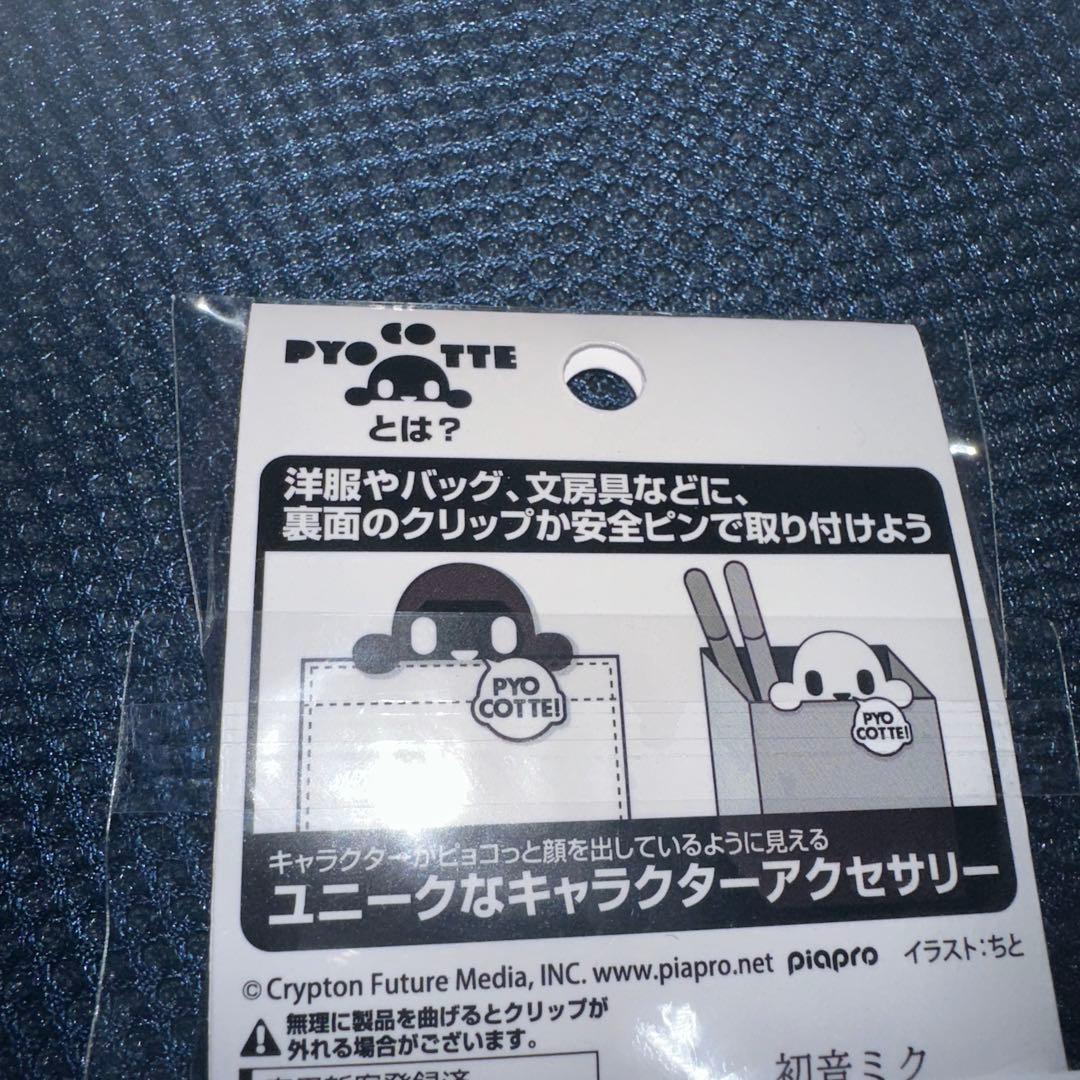 PYOCOTTE
とは？
洋服やバッグ、文房具などに、
裏面のクリップか安全ピンで取り付けよう
PYO
COTTE!
PYO
COTTE!
キャラクターがピョコっと顔を出しているように見える
ユニークなキャラクターアクセサリー
© Crypton Future Media, INC. www.piapro.net piapro イラスト：ちと
無理に製品を曲げるとクリップが
外れる場合がございます。
初音ミク